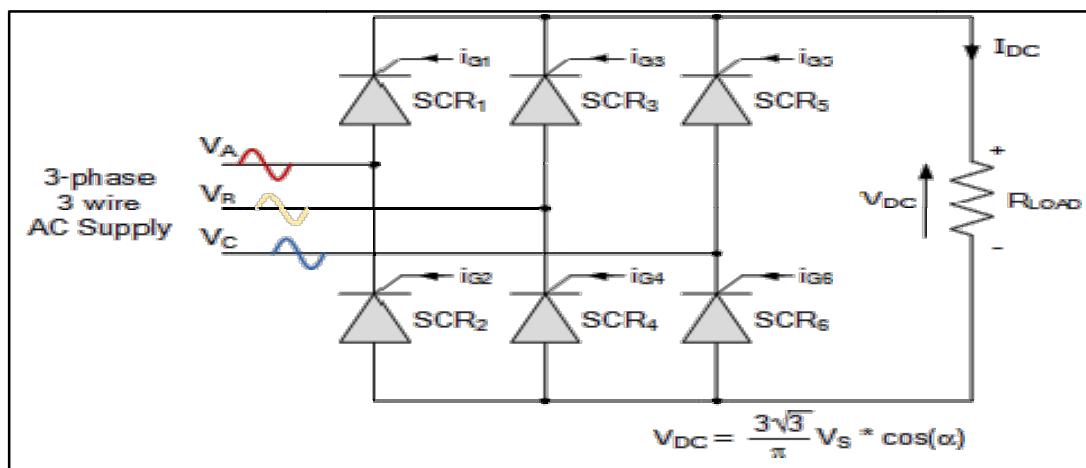 iG1
iG3
iG5
IDC
SCR1
SCR3
SCR5
VA
3-phase
3 wire
AC Supply
VB
VC
+
VDC
RLOAD
-
iG2
iG4
iG6
SCR2
SCR4
SCR6
VDC = 3√3/π VS * cos(α)